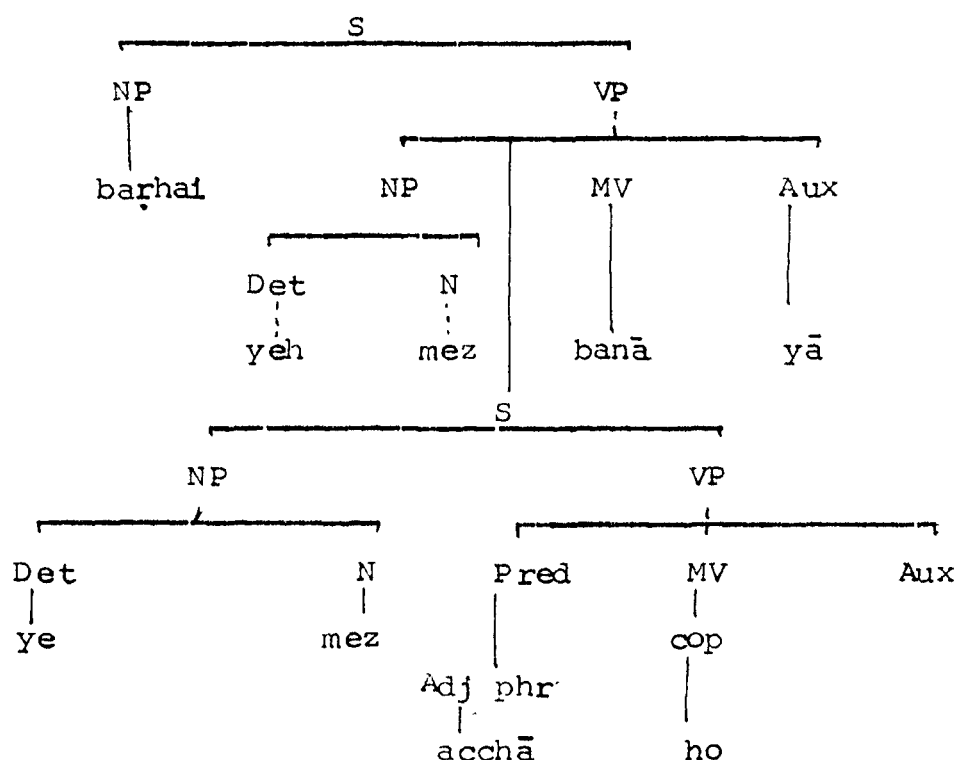 S
NP VP
baṛhai NP MV Aux
Det N
yeh mez banā yā
S
NP VP
Det N Pred MV Aux
ye mez cop
Adj phr
acchā ho